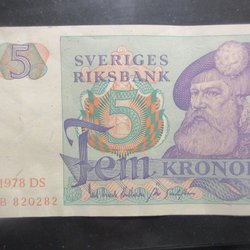 5
SVERIGES
RIKSBANK
5
Fem KRONOR
1978 DS
B 820282